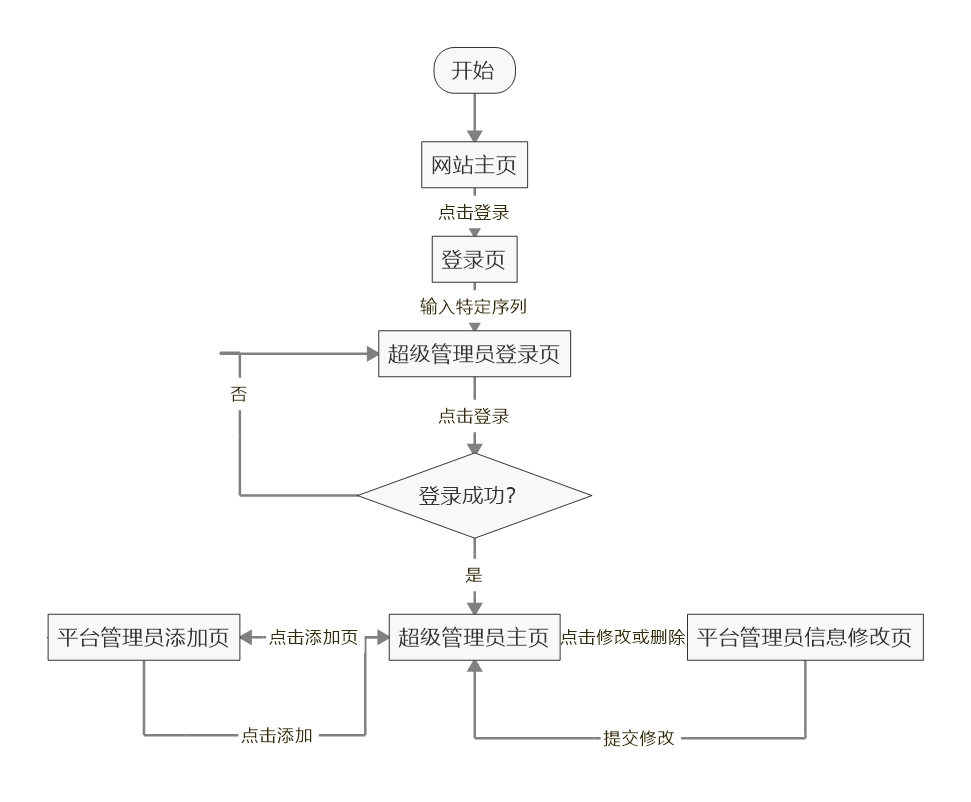 开始
网站主页
点击登录
登录页
输入特定序列
超级管理员登录页
否
点击登录
登录成功?
是
平台管理员添加页
点击添加页
超级管理员主页
点击修改或删除
平台管理员信息修改页
点击添加
提交修改